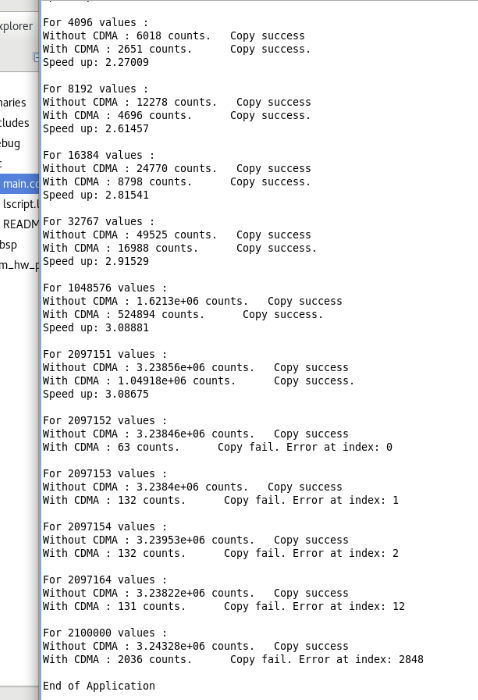 xplorer
naries
cludes
ebug
main.cc
lscript.l
READM
bsp
m_hw_p
For 4096 values :
Without CDMA : 6018 counts. Copy success
With CDMA : 2651 counts. Copy success.
Speed up: 2.27009
For 8192 values :
Without CDMA : 12278 counts. Copy success
With CDMA : 4696 counts. Copy success.
Speed up: 2.61457
For 16384 values :
Without CDMA : 24770 counts. Copy success
With CDMA : 8798 counts. Copy success.
Speed up: 2.81541
For 32767 values :
Without CDMA : 49525 counts. Copy success
With CDMA : 16988 counts. Copy success.
Speed up: 2.91529
For 1048576 values :
Without CDMA : 1.6213e+06 counts. Copy success
With CDMA : 524894 counts. Copy success.
Speed up: 3.08881
For 2097151 values :
Without CDMA : 3.23856e+06 counts. Copy success
With CDMA : 1.04918e+06 counts. Copy success.
Speed up: 3.08675
For 2097152 values :
Without CDMA : 3.23846e+06 counts. Copy success
With CDMA : 63 counts. Copy fail. Error at index: 0
For 2097153 values :
Without CDMA : 3.2384e+06 counts. Copy success
With CDMA : 132 counts. Copy fail. Error at index: 1
For 2097154 values :
Without CDMA : 3.23953e+06 counts. Copy success
With CDMA : 132 counts. Copy fail. Error at index: 2
For 2097164 values :
Without CDMA : 3.23822e+06 counts. Copy success
With CDMA : 131 counts. Copy fail. Error at index: 12
For 2100000 values :
Without CDMA : 3.24328e+06 counts. Copy success
With CDMA : 2036 counts. Copy fail. Error at index: 2848
End of Application